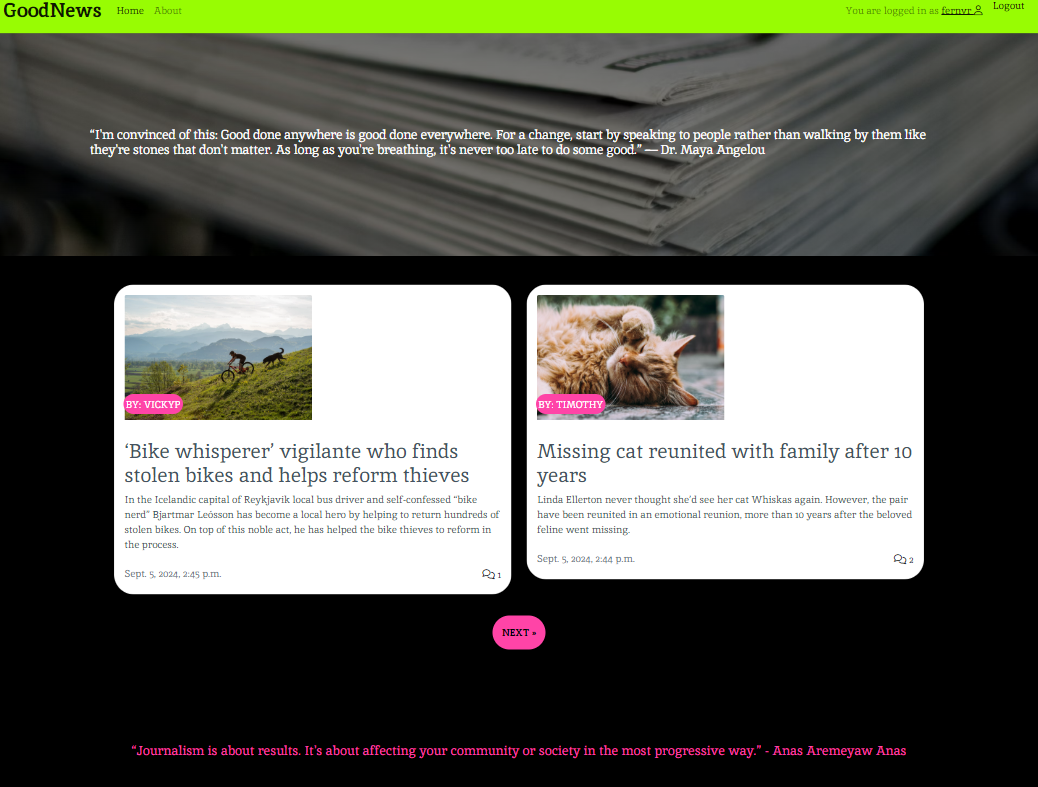 GoodNews Home About You are logged in as fernvr Logout
“I'm convinced of this: Good done anywhere is good done everywhere. For a change, start by speaking to people rather than walking by them like
they're stones that don't matter. As long as you're breathing, it's never too late to do some good.” — Dr. Maya Angelou
BY: VICKYP
‘Bike whisperer’ vigilante who finds
stolen bikes and helps reform thieves
In the Icelandic capital of Reykjavik local bus driver and self-confessed “bike
nerd” Bjartmar Leósson has become a local hero by helping to return hundreds of
stolen bikes. On top of this noble act, he has helped the bike thieves to reform in
the process.
Sept. 5, 2024, 2:45 p.m. 1
BY: TIMOTHY
Missing cat reunited with family after 10
years
Linda Ellerton never thought she'd see her cat Whiskas again. However, the pair
have been reunited in an emotional reunion, more than 10 years after the beloved
feline went missing.
Sept. 5, 2024, 2:44 p.m. 2
NEXT »
“Journalism is about results. It's about affecting your community or society in the most progressive way.” - Anas Aremeyaw Anas